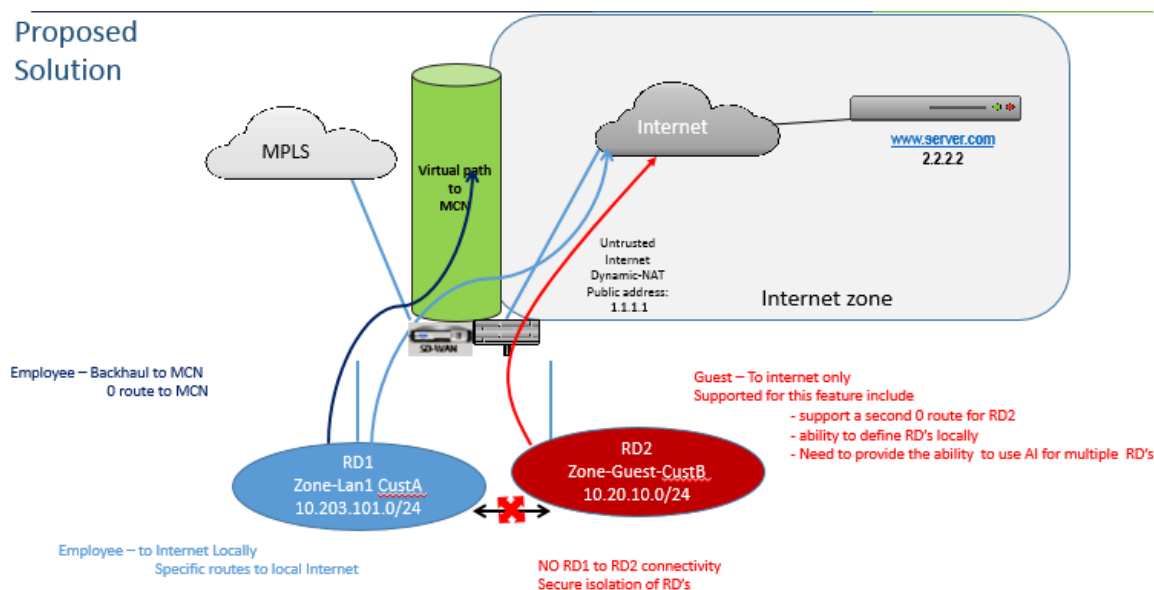 Proposed
Solution
MPLS
Virtual path
to
MCN
Internet
www.server.com
2.2.2.2
Untrusted
Internet
Dynamic-NAT
Public address:
1.1.1.1
Internet zone
SD-WAN
Employee – Backhaul to MCN
0 route to MCN
Guest – To internet only
Supported for this feature include
- support a second 0 route for RD2
- ability to define RD's locally
- Need to provide the ability to use AI for multiple RD's
RD1
Zone-Lan1 CustA
10.203.101.0/24
RD2
Zone-Guest-CustB
10.20.10.0/24
Employee – to Internet Locally
Specific routes to local Internet
NO RD1 to RD2 connectivity
Secure isolation of RD's